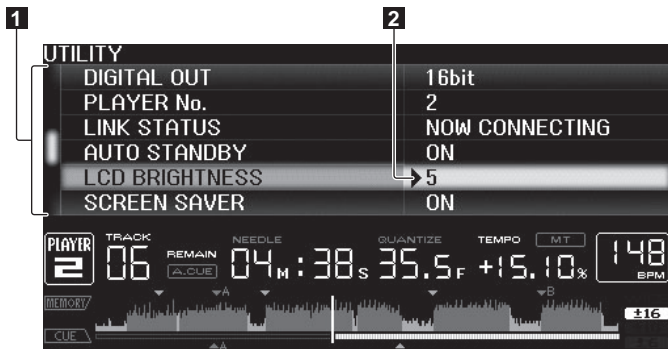 1 2
UTILITY
DIGITAL OUT 16bit
PLAYER No. 2
LINK STATUS NOW CONNECTING
AUTO STANDBY ON
LCD BRIGHTNESS 5
SCREEN SAVER ON
PLAYER 2
TRACK 06
REMAIN
A.CUE
NEEDLE
04M:38S 35.5F
QUANTIZE
TEMPO MT
+15.10%
148 BPM
MEMORY
A B
CUE
A
±16